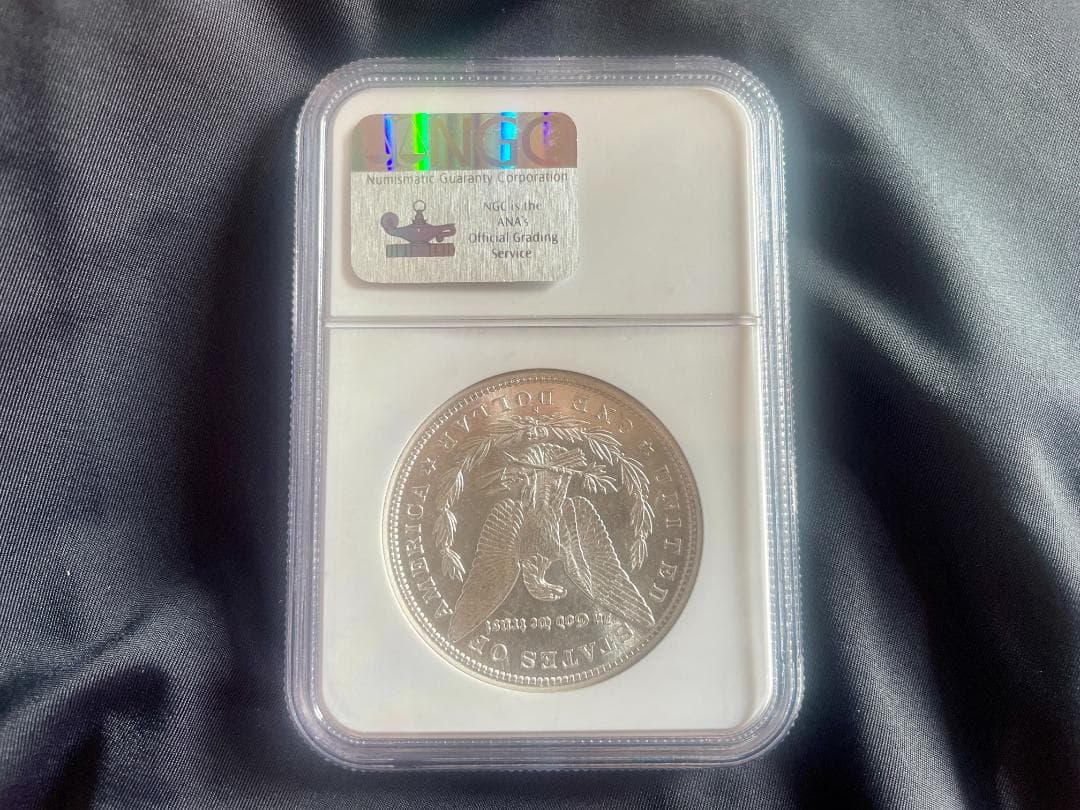 NGC
Numismatic Guaranty Corporation
NGC is the
ANA's
Official Grading
Service
UNITED STATES OF AMERICA
In God we trust
ONE DOLLAR